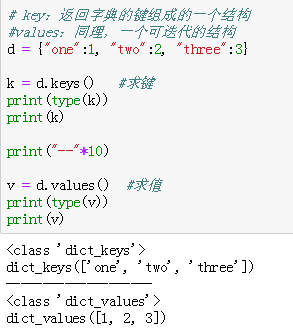 # key：返回字典的键组成的一个结构
#values：同理，一个可迭代的结构
d = {"one":1, "two":2, "three":3}
k = d.keys()   #求键
print(type(k))
print(k)
print("--"*10)
v = d.values()  #求值
print(type(v))
print(v)
<class 'dict_keys'>
dict_keys(['one', 'two', 'three'])
--------------------
<class 'dict_values'>
dict_values([1, 2, 3])